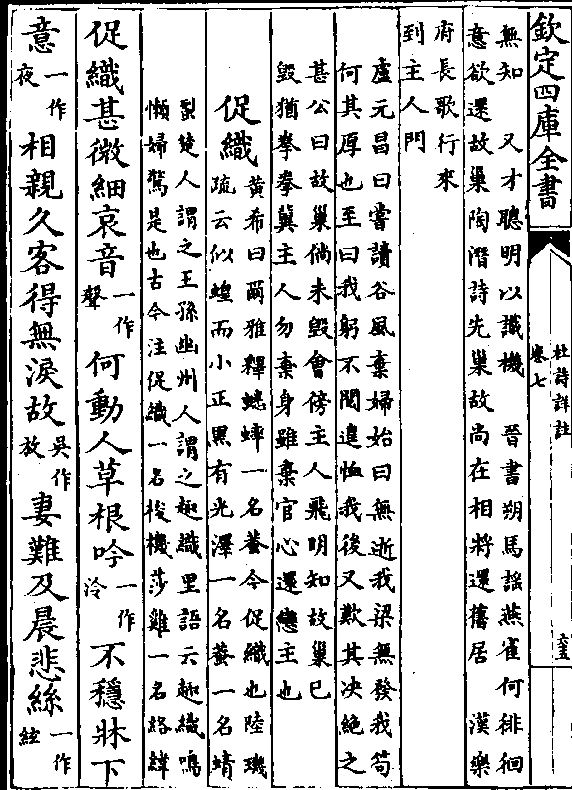 欽定四庫全書
杜詩詳註
卷七
六五
無知　又才聰明以識機　晉書朔馬謡燕雀何徘徊
意欲還故巢陶潛詩先巢故尚在相將還舊居　漢樂
府長歌行來
到主人門
盧元昌曰嘗讀谷風棄婦始曰無逝我梁無發我笱
何其厚也至曰我躬不閱遑恤我後又歎其决絕之
甚公曰故巢倘未毁會傍主人飛明知故巢已
毁猶拳拳冀主人勿棄身雖棄官心還戀主也
促織黄希曰爾雅釋蟋蟀一名蛬今促織也陸璣
疏云似蝗而小正黒有光澤一名蛬一名蜻
蛚楚人謂之王孫幽州人謂之趣織里語云趣織鳴
懶婦驚是也古今注促織一名梭機莎雞一名絡緯
促織甚微細哀音一作聲何動人草根吟一作泠不穩牀下
意一作夜相親久客得無淚故吳作放妻難及晨悲絲一作絃